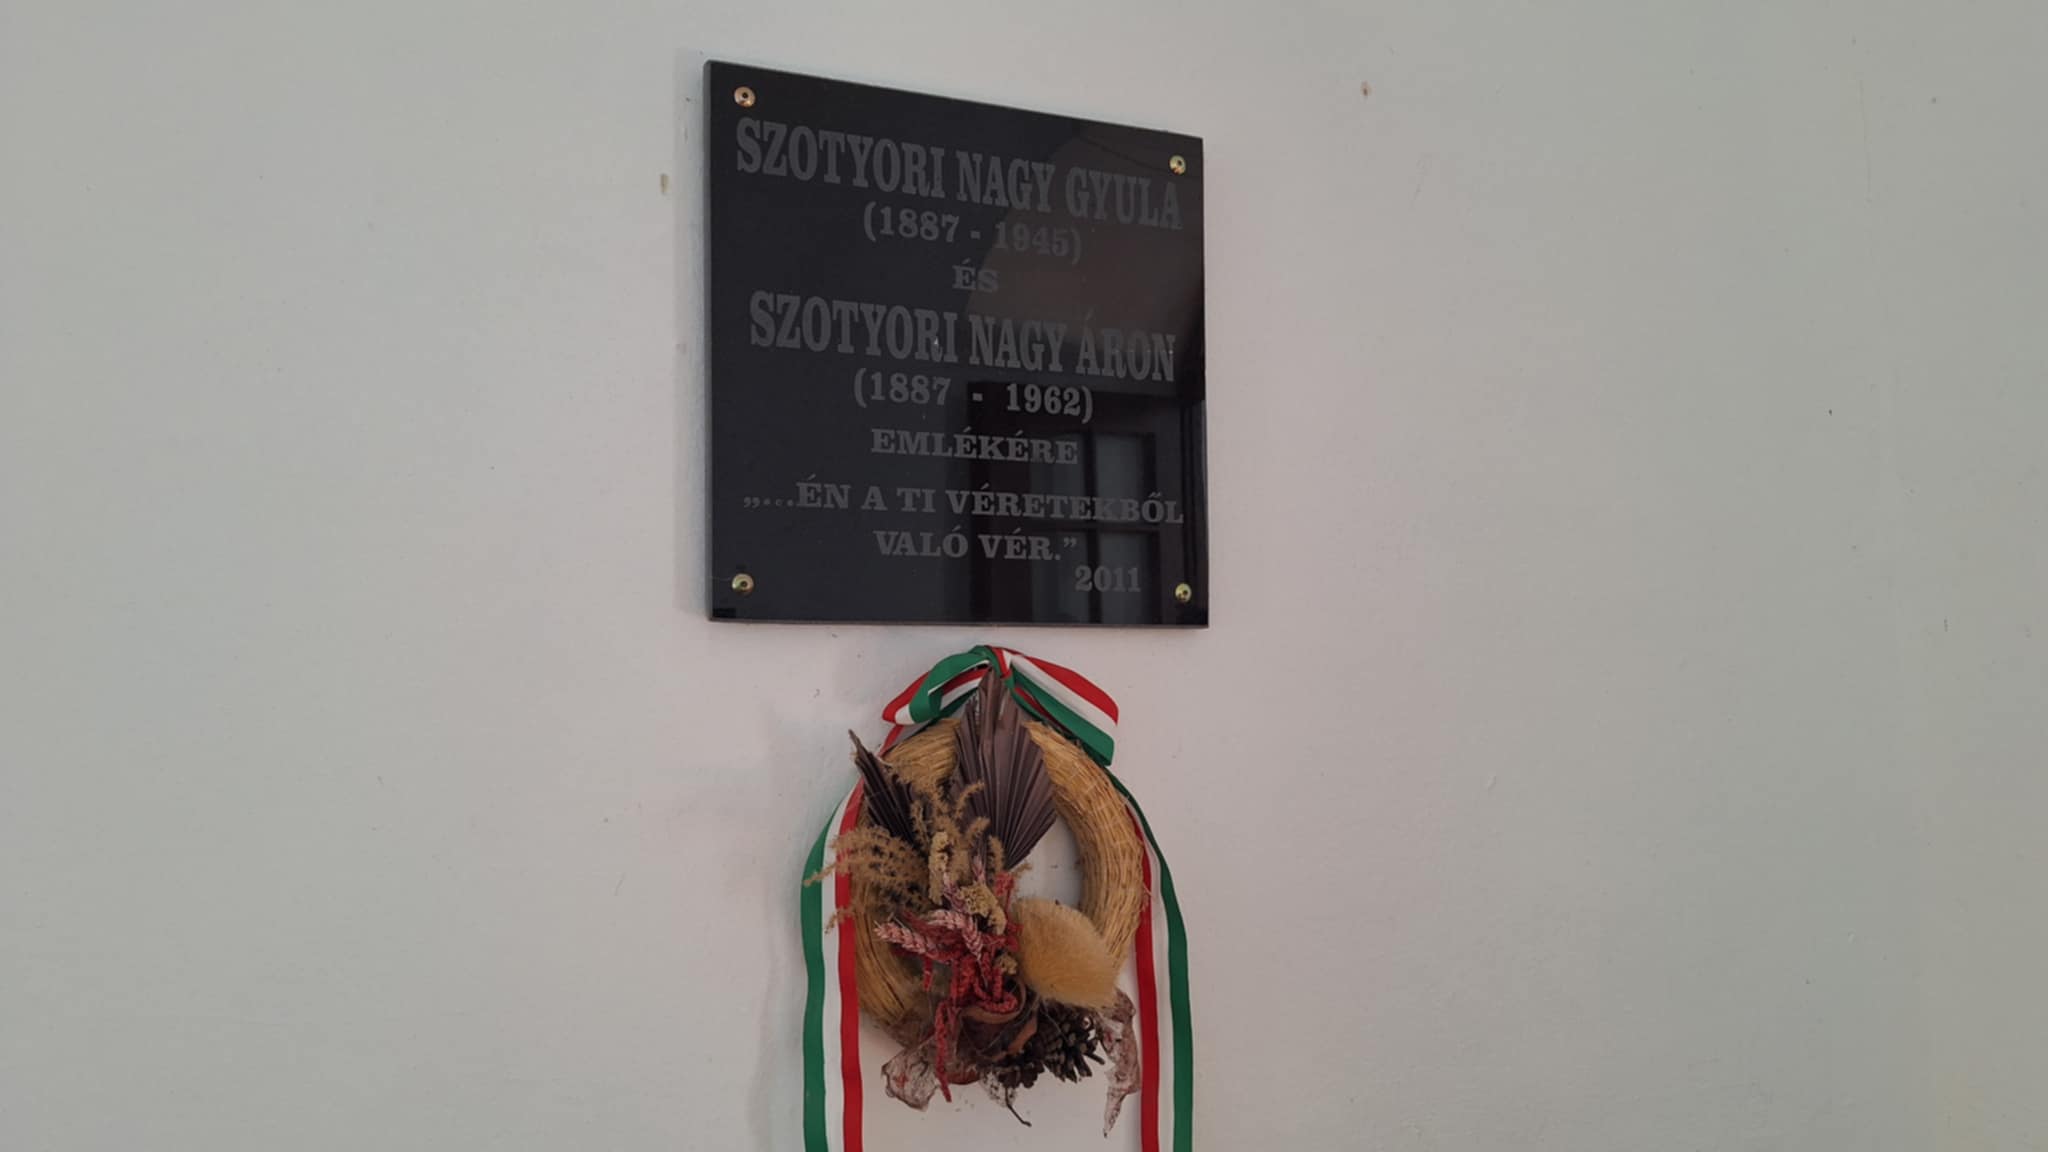 SZOTYORI NAGY GYULA
(1887 - 1945)
ÉS
SZOTYORI NAGY ÁRON
(1887 - 1962)
EMLÉKÉRE
„...ÉN A TI VÉRETEKBŐL
VALÓ VÉR.”
2011